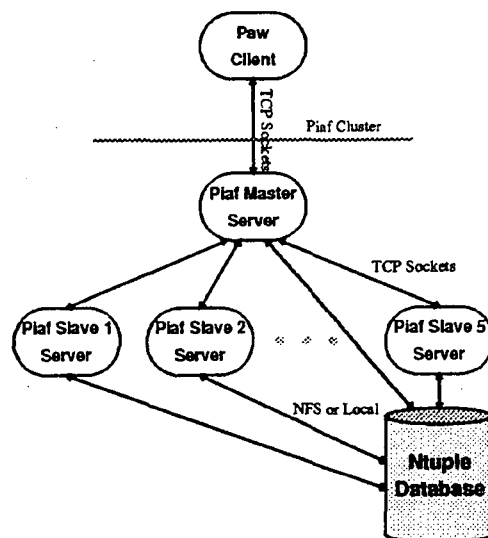 Paw
Client
TCP Sockets
Piaf Cluster
Piaf Master
Server
TCP Sockets
Piaf Slave 1
Server
Piaf Slave 2
Server
Piaf Slave 5
Server
NFS or Local
Ntuple
Database